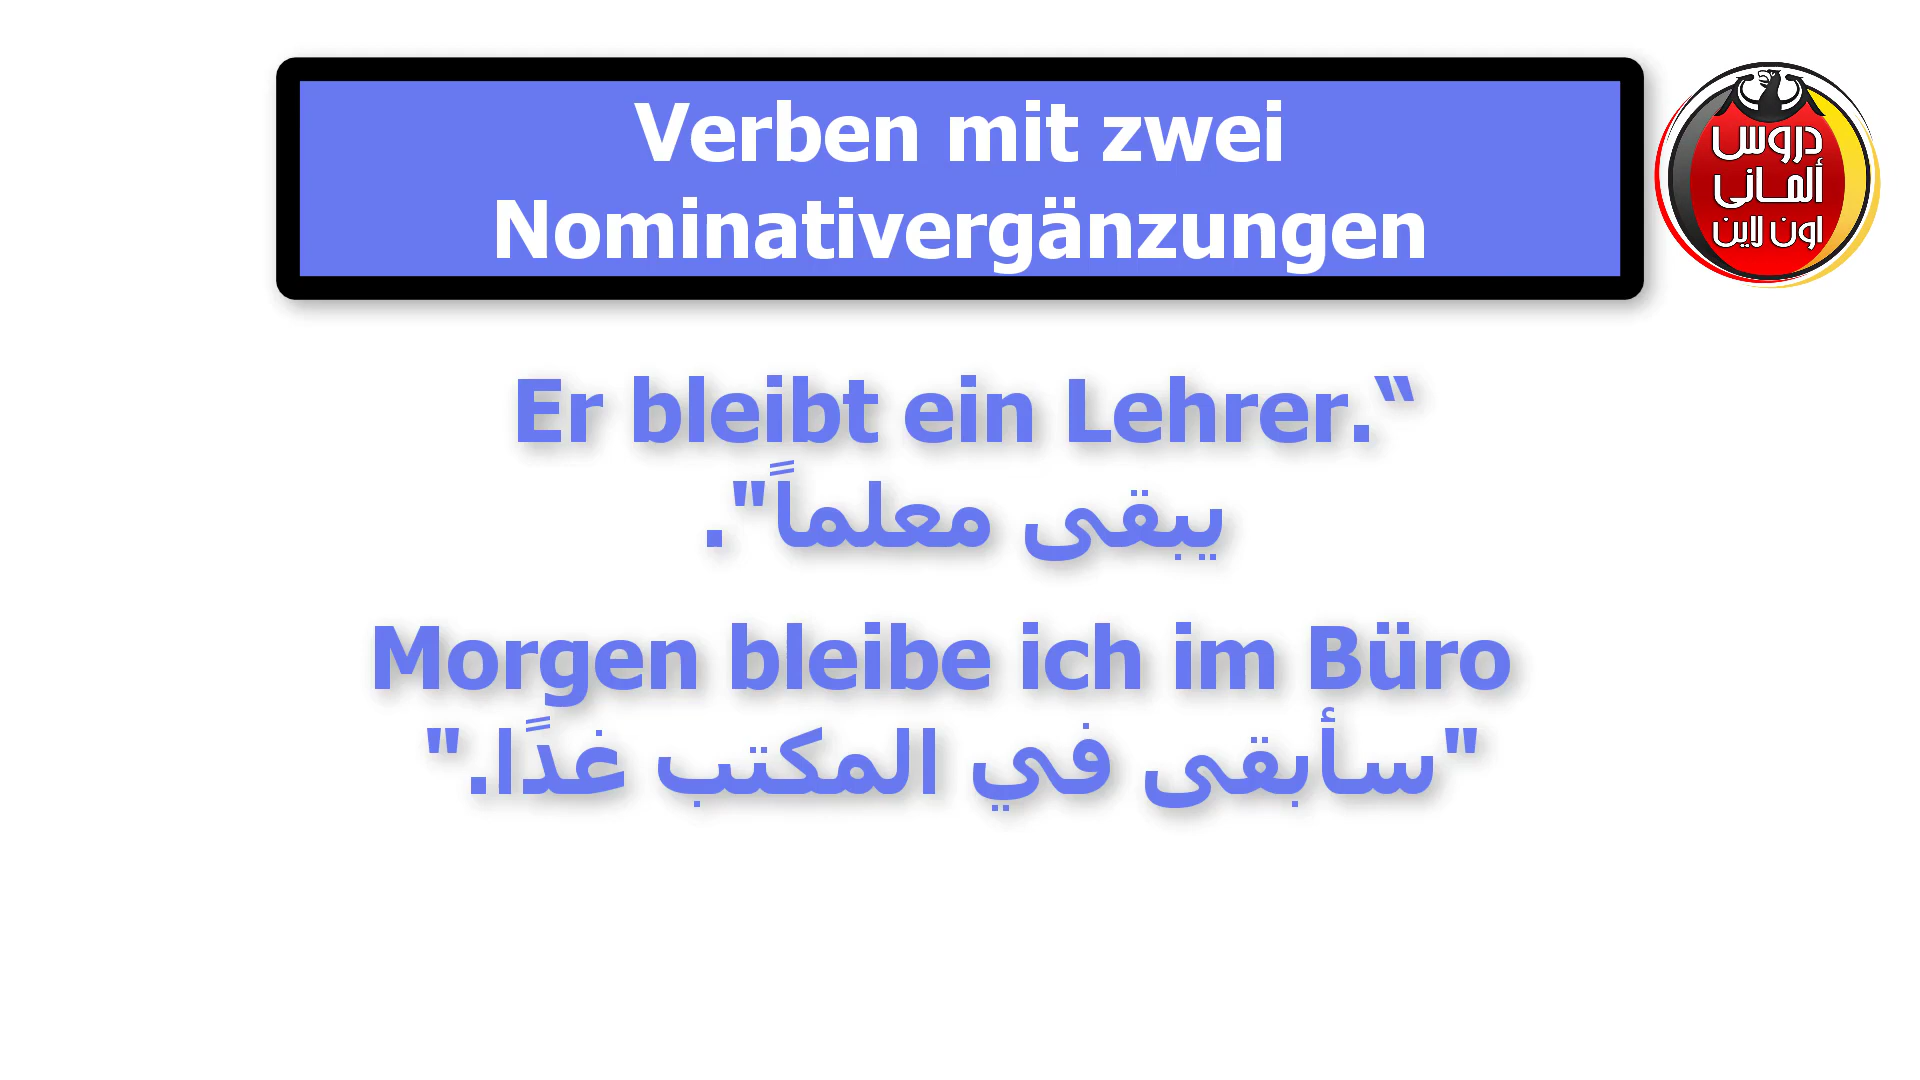 Verben mit zwei
Nominativergänzungen
دروس
ألمانى
اون لاين
Er bleibt ein Lehrer.“
يبقى معلماً".
Morgen bleibe ich im Büro
"سأبقى في المكتب غدًا."